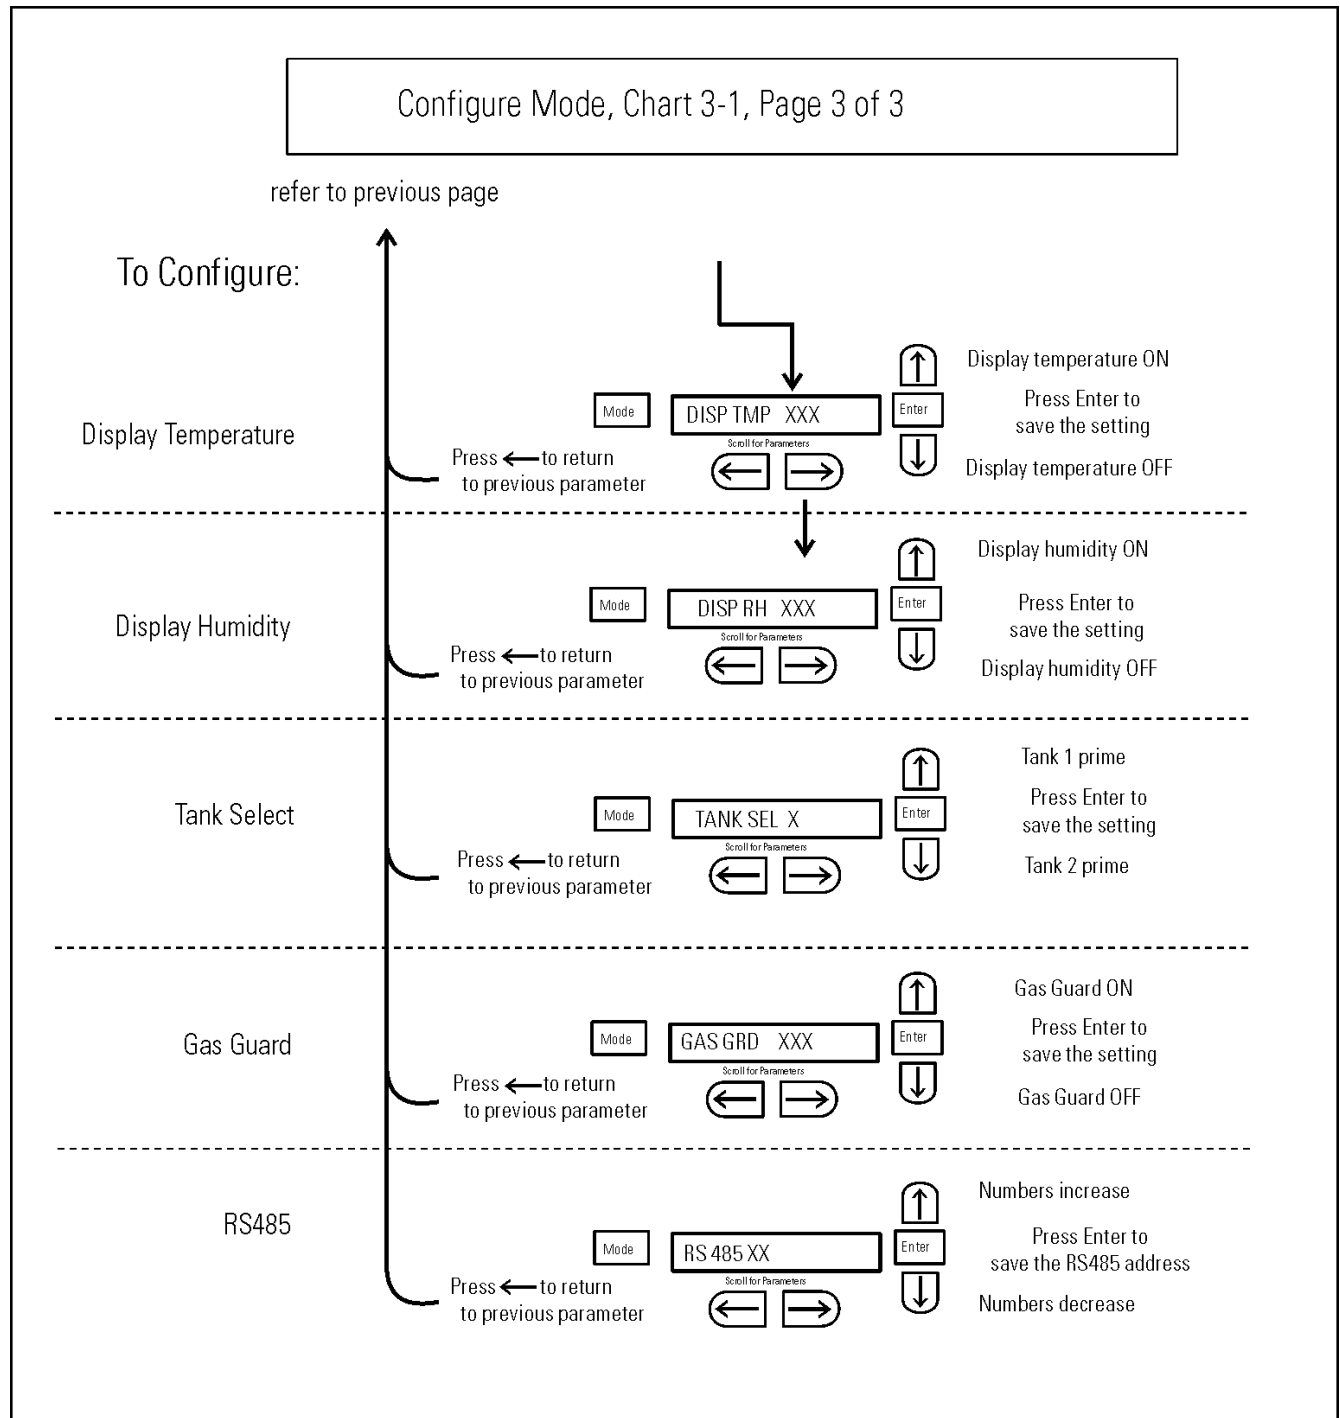 Configure Mode, Chart 3-1, Page 3 of 3
refer to previous page
To Configure:
Display Temperature
Mode
DISP TMP XXX
Scroll for Parameters
Press ← to return
to previous parameter
Display temperature ON
Enter
Press Enter to
save the setting
Display temperature OFF
Display Humidity
Mode
DISP RH XXX
Scroll for Parameters
Press ← to return
to previous parameter
Display humidity ON
Enter
Press Enter to
save the setting
Display humidity OFF
Tank Select
Mode
TANK SEL X
Scroll for Parameters
Press ← to return
to previous parameter
Tank 1 prime
Enter
Press Enter to
save the setting
Tank 2 prime
Gas Guard
Mode
GAS GRD XXX
Scroll for Parameters
Press ← to return
to previous parameter
Gas Guard ON
Enter
Press Enter to
save the setting
Gas Guard OFF
RS485
Mode
RS 485 XX
Scroll for Parameters
Press ← to return
to previous parameter
Numbers increase
Enter
Press Enter to
save the RS485 address
Numbers decrease